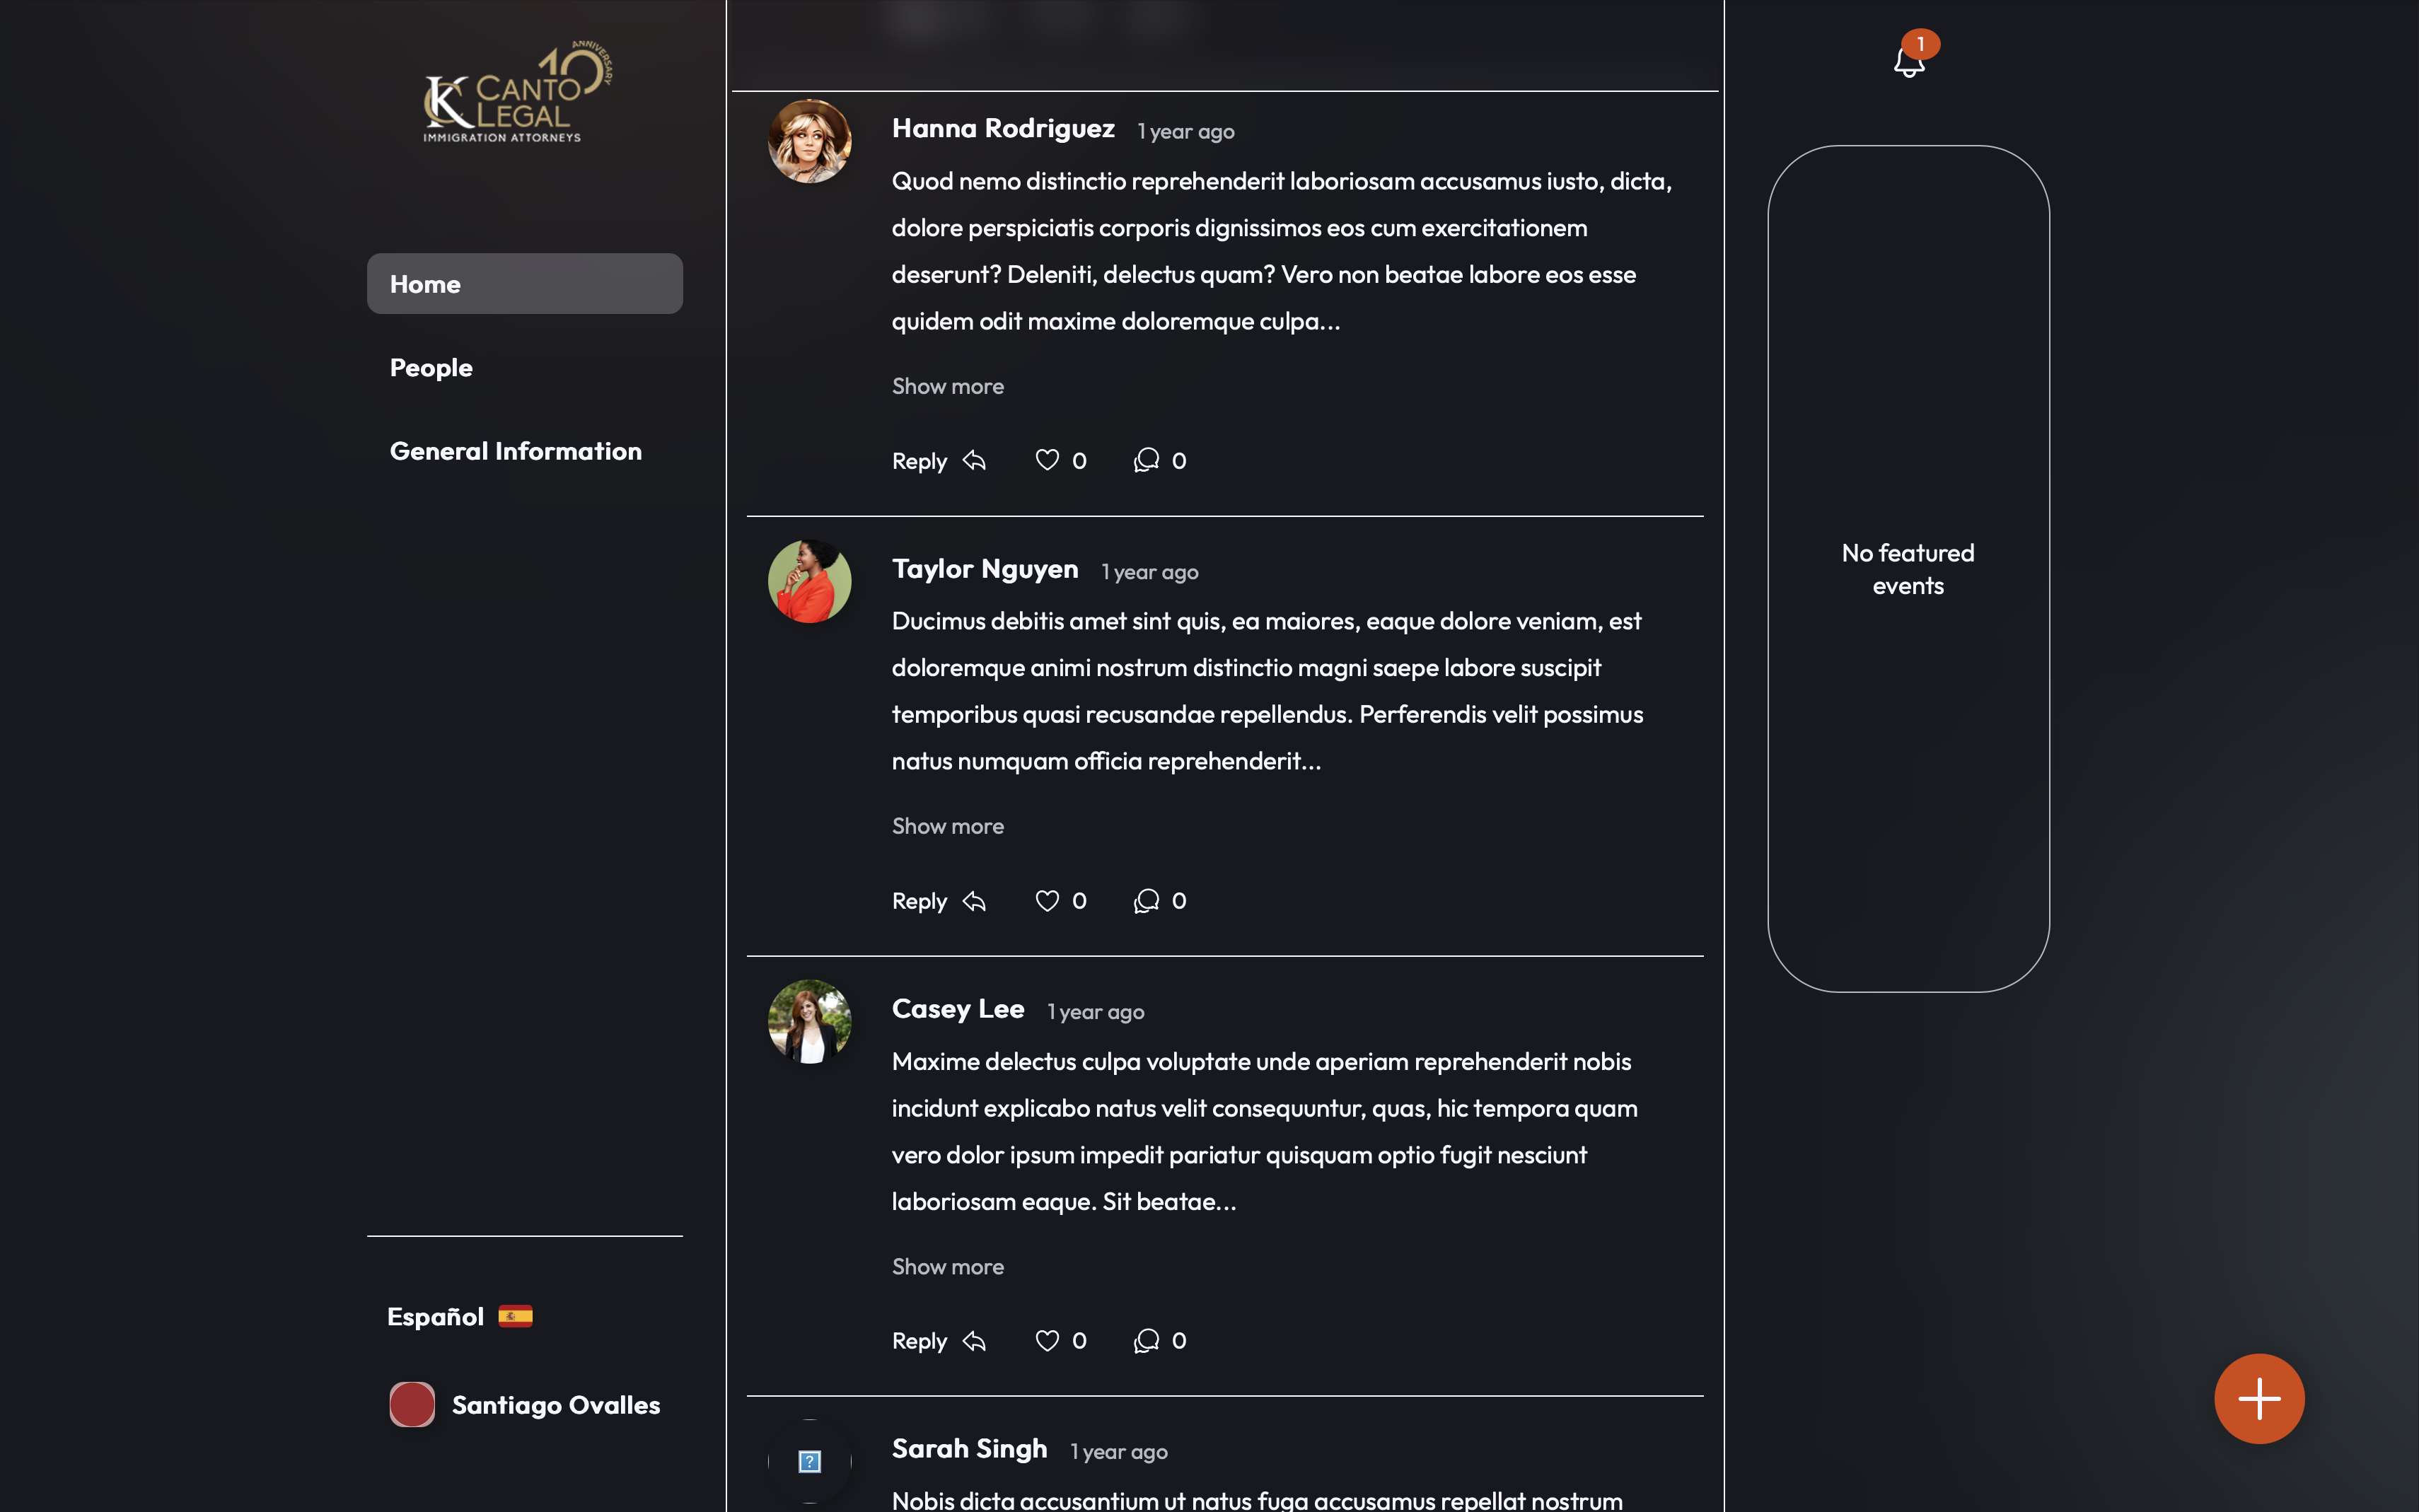 10
ANNIVERSARY
CANTO
LEGAL
IMMIGRATION ATTORNEYS
Home
People
General Information
Español
Santiago Ovalles
Hanna Rodriguez 1 year ago
Quod nemo distinctio reprehenderit laboriosam accusamus iusto, dicta,
dolore perspiciatis corporis dignissimos eos cum exercitationem
deserunt? Deleniti, delectus quam? Vero non beatae labore eos esse
quidem odit maxime doloremque culpa...
Show more
Reply 0 0
Taylor Nguyen 1 year ago
Ducimus debitis amet sint quis, ea maiores, eaque dolore veniam, est
doloremque animi nostrum distinctio magni saepe labore suscipit
temporibus quasi recusandae repellendus. Perferendis velit possimus
natus numquam officia reprehenderit...
Show more
Reply 0 0
Casey Lee 1 year ago
Maxime delectus culpa voluptate unde aperiam reprehenderit nobis
incidunt explicabo natus velit consequuntur, quas, hic tempora quam
vero dolor ipsum impedit pariatur quisquam optio fugit nesciunt
laboriosam eaque. Sit beatae...
Show more
Reply 0 0
Sarah Singh 1 year ago
Nobis dicta accusantium ut natus fuga accusamus repellat nostrum
1
No featured
events